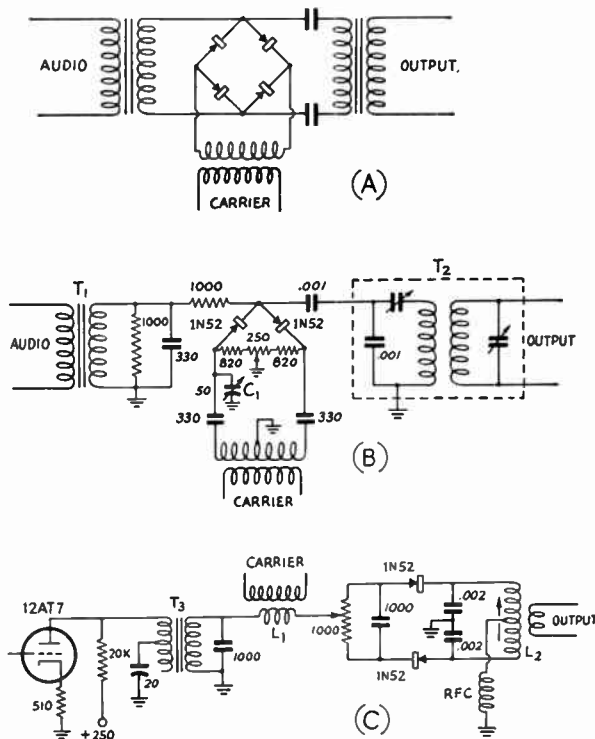 AUDIO
OUTPUT,
CARRIER
(A)
T1
1000
.001
T2
1N52
1N52
AUDIO
1000
330
250
820
820
.001
OUTPUT
50
C1
330
330
CARRIER
(B)
CARRIER
1N52
12AT7
T3
L1
20K
1000
1000
1000
.002
.002
OUTPUT
L2
20
510
1N52
RFC
+250
(C)